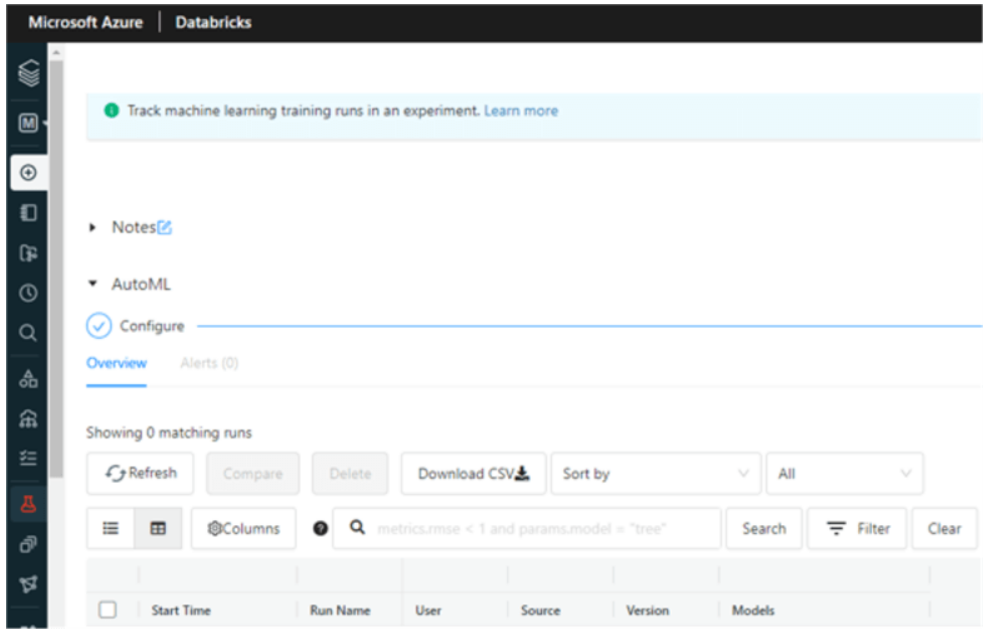 Microsoft Azure Databricks
M
Track machine learning training runs in an experiment. Learn more
Notes
AutoML
Configure
Overview Alerts (0)
Showing 0 matching runs
Refresh Compare Delete Download CSV Sort by All
Columns ? metrics.rmse < 1 and params.model = "tree" Search Filter Clear
Start Time Run Name User Source Version Models